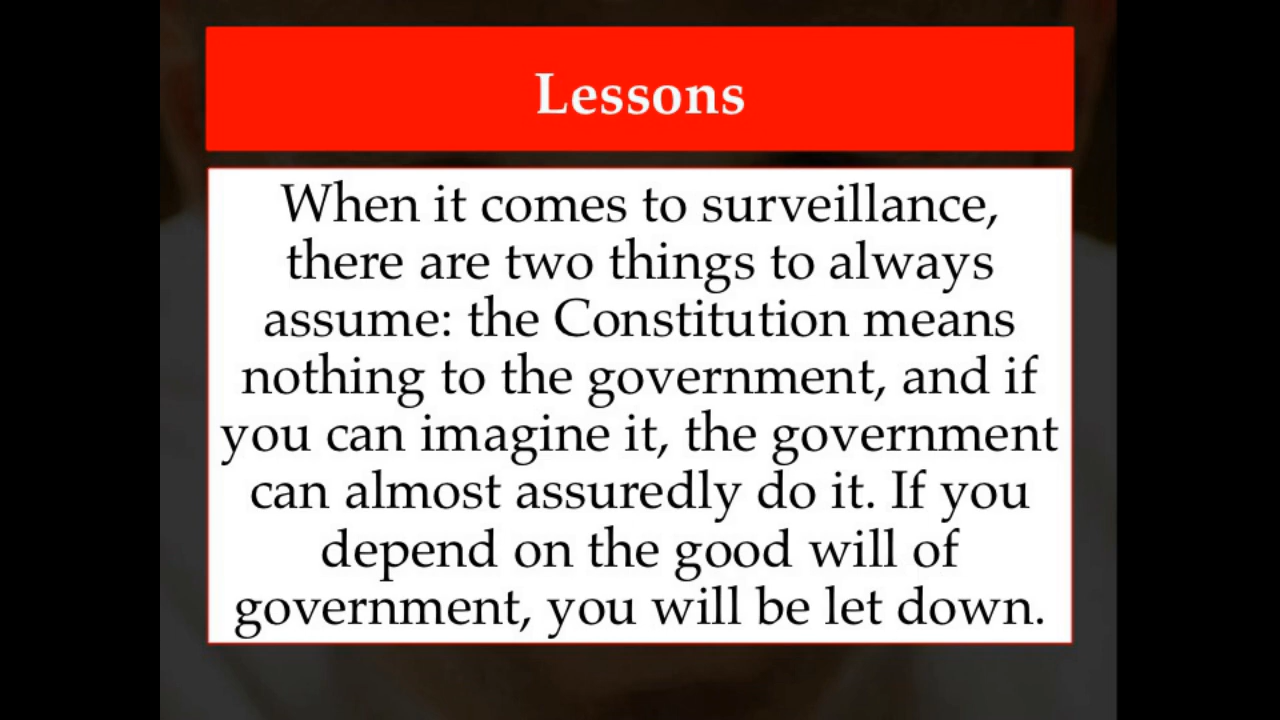 Lessons
When it comes to surveillance,
there are two things to always
assume: the Constitution means
nothing to the government, and if
you can imagine it, the government
can almost assuredly do it. If you
depend on the good will of
government, you will be let down.